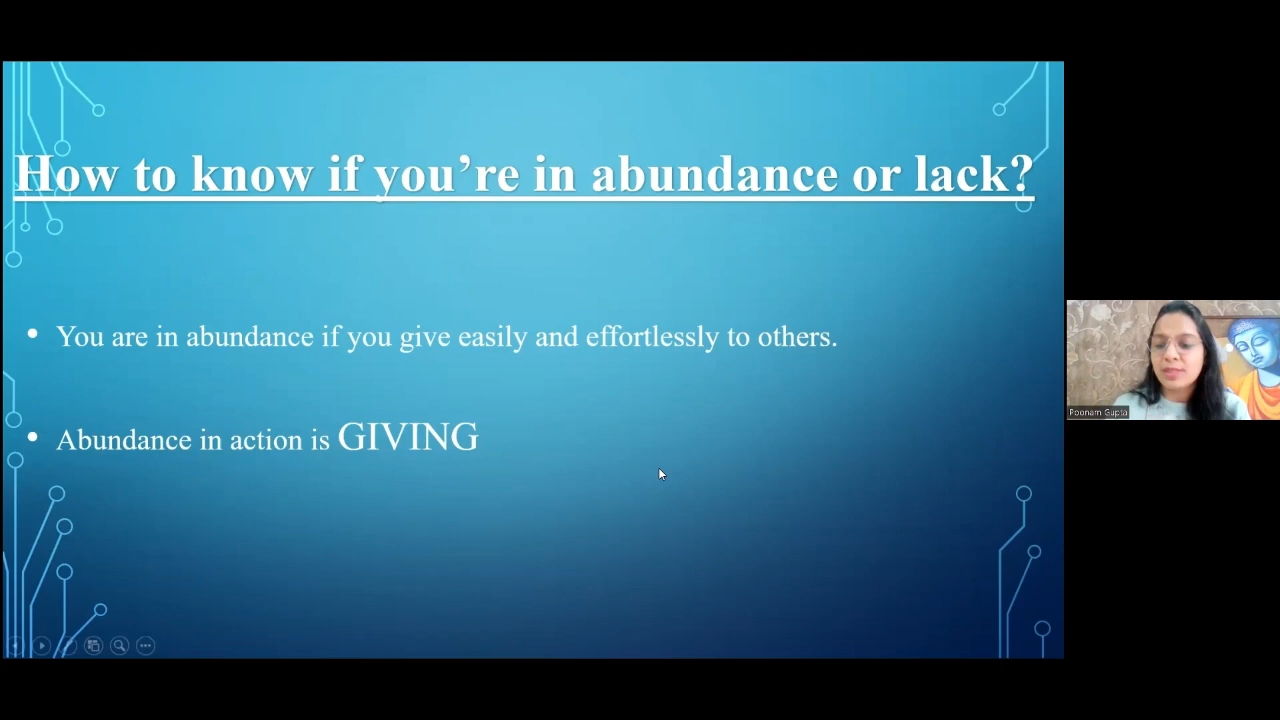 How to know if you’re in abundance or lack?
• You are in abundance if you give easily and effortlessly to others.
• Abundance in action is GIVING
Poonam Gupta